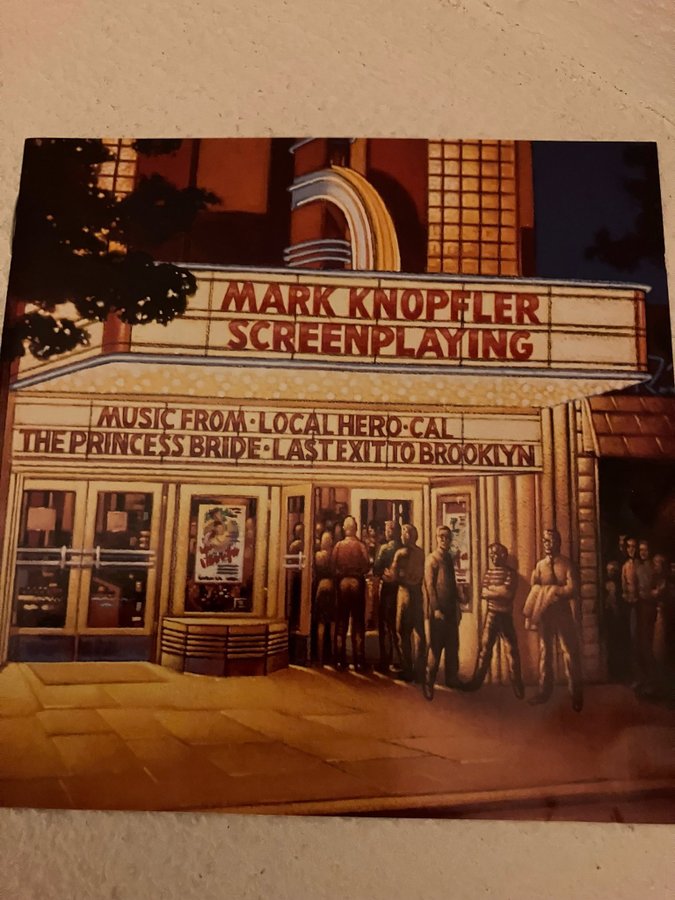 MARK KNOPFLER
SCREENPLAYING
MUSIC FROM · LOCAL HERO · CAL
THE PRINCESS BRIDE · LAST EXIT TO BROOKLYN